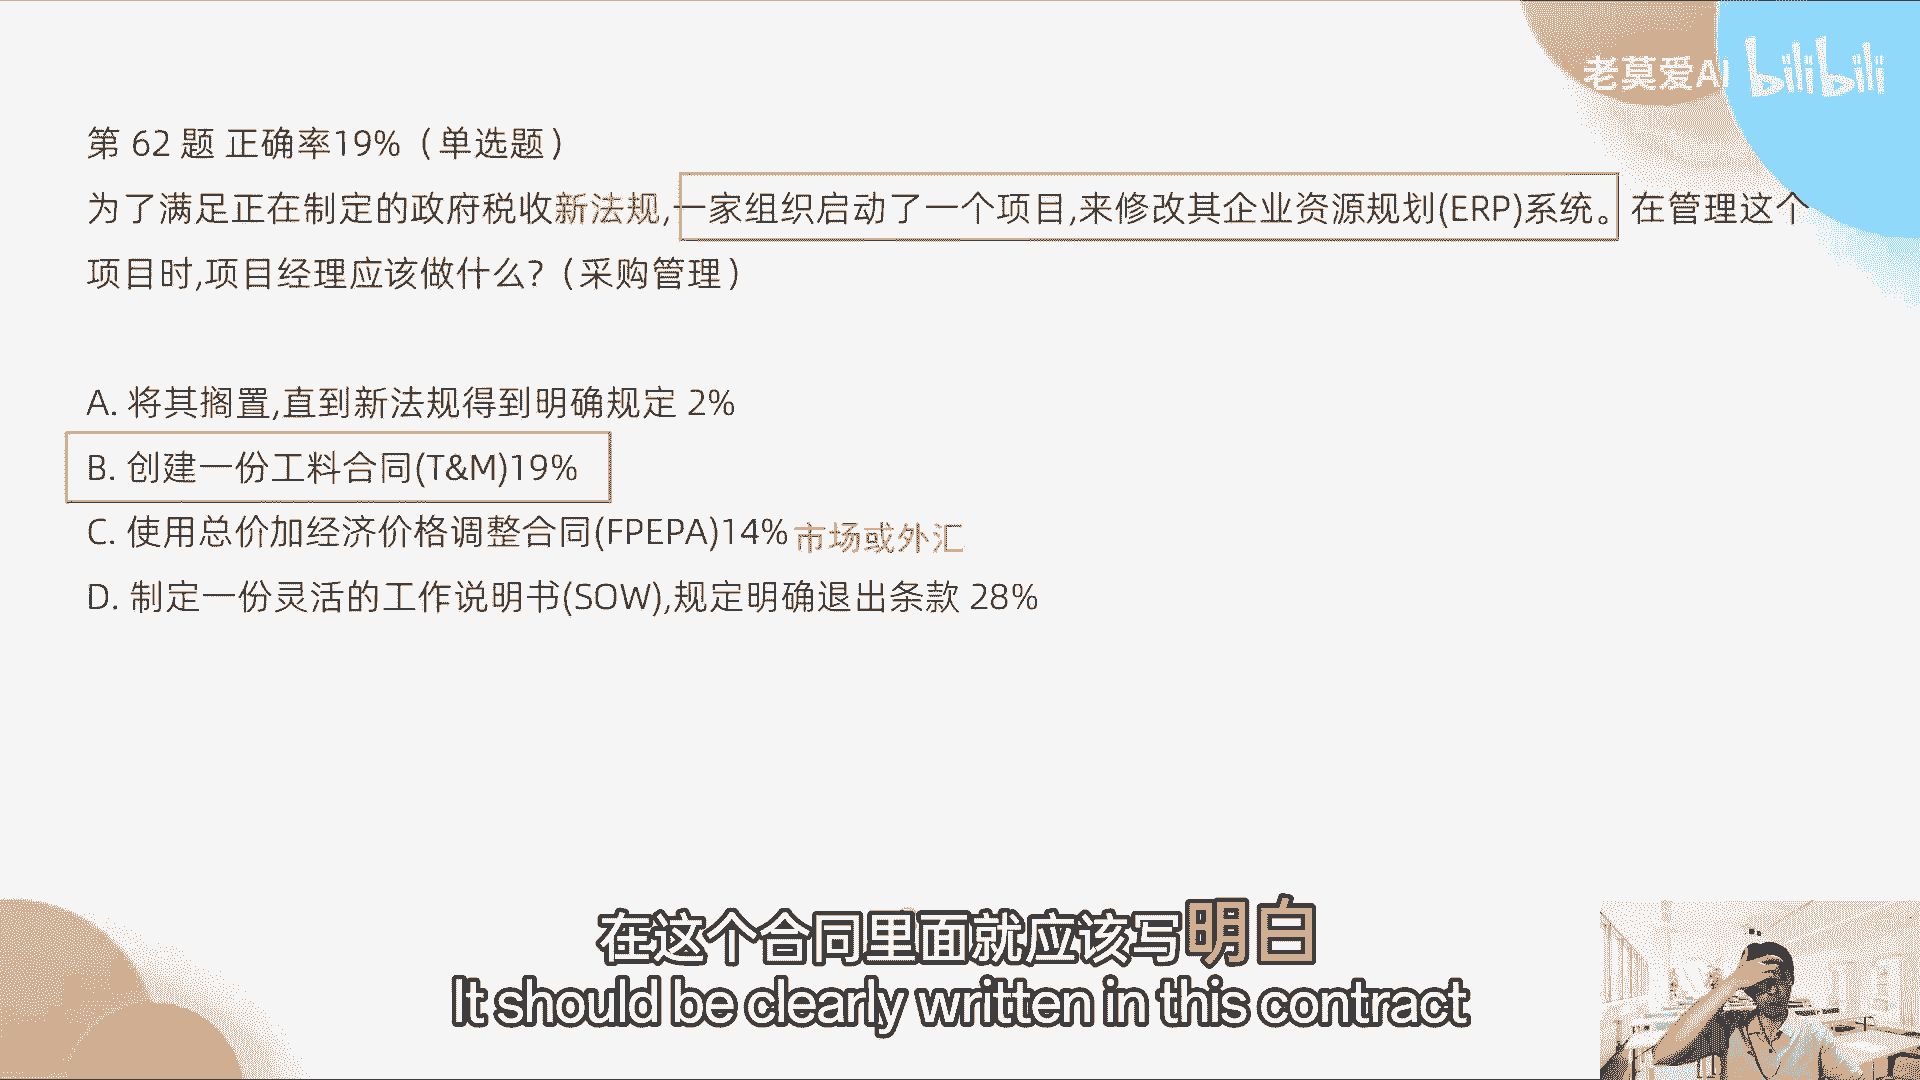 老莫爱AI bilibili
第 62 题 正确率19%（单选题）
为了满足正在制定的政府税收新法规,一家组织启动了一个项目,来修改其企业资源规划(ERP)系统。在管理这个
项目时,项目经理应该做什么?（采购管理）
A. 将其搁置,直到新法规得到明确规定 2%
B. 创建一份工料合同(T&M)19%
C. 使用总价加经济价格调整合同(FPEPA)14% 市场或外汇
D. 制定一份灵活的工作说明书(SOW),规定明确退出条款 28%
在这个合同里面就应该写明白
It should be clearly written in this contract